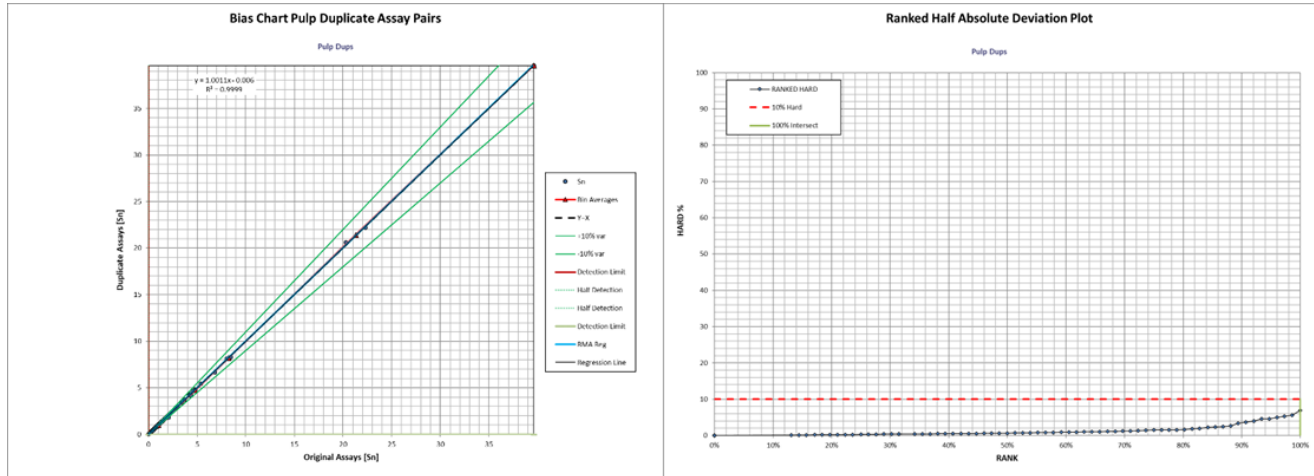 Bias Chart Pulp Duplicate Assay Pairs
Pulp Dups
y = 1.0011x - 0.006
R² = 0.9999
Duplicate Assays [Sn]
35
30
25
20
15
10
5
0
0
5
10
15
20
25
30
35
Original Assays [Sn]
Sn
Bin Averages
Y=X
+10% var
-10% var
Detection Limit
Half Detection
Half Detection
Detection Limit
RMA Reg
Regression Line
Ranked Half Absolute Deviation Plot
Pulp Dups
HARD %
100
90
80
70
60
50
40
30
20
10
0
RANKED HARD
10% Hard
100% Intersect
0%
10%
20%
30%
40%
50%
60%
70%
80%
90%
100%
RANK